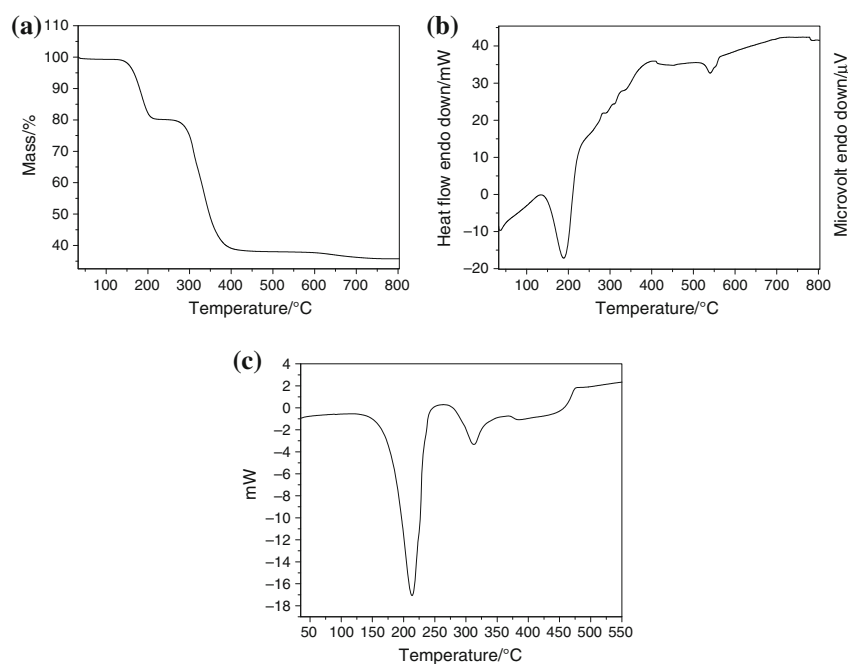 (a)
110
100
90
80
70
60
50
40
Mass/%
100 200 300 400 500 600 700 800
Temperature/°C
(b)
40
30
20
10
0
−10
−20
Heat flow endo down/mW
Microvolt endo down/μV
100 200 300 400 500 600 700 800
Temperature/°C
(c)
4
2
0
−2
−4
−6
−8
−10
−12
−14
−16
−18
mW
50 100 150 200 250 300 350 400 450 500 550
Temperature/°C